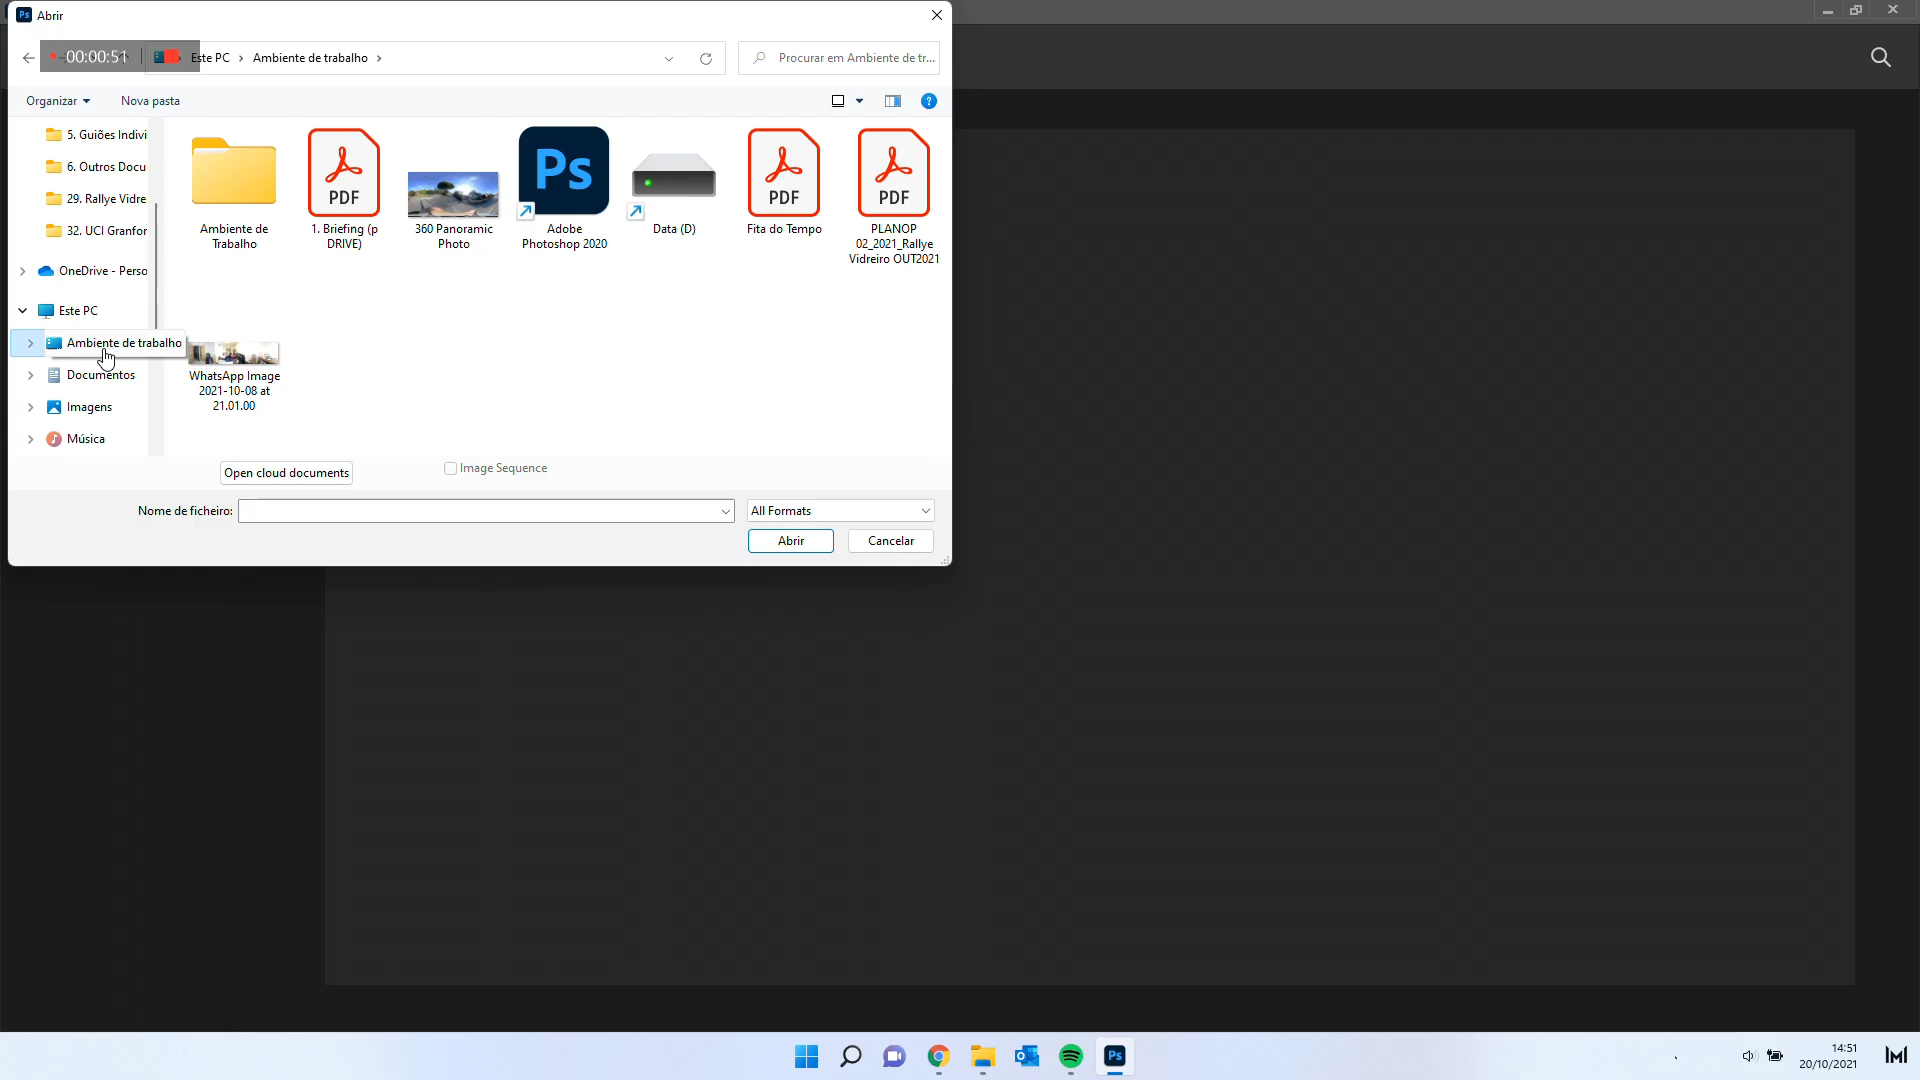 Ps Abrir
00:00:51
Este PC > Ambiente de trabalho >
Procurar em Ambiente de tr...
Organizar
Nova pasta
?
5. Guiões Indivi
6. Outros Docu
29. Rallye Vidre
32. UCI Granfor
OneDrive - Perso
Este PC
Ambiente de trabalho
Documentos
Imagens
Música
Ambiente de
Trabalho
PDF
1. Briefing (p
DRIVE)
360 Panoramic
Photo
Ps
Adobe
Photoshop 2020
Data (D)
PDF
Fita do Tempo
PDF
PLANOP
02_2021_Rallye
Vidreiro OUT2021
WhatsApp Image
2021-10-08 at
21.01.00
Open cloud documents
Image Sequence
Nome de ficheiro:
All Formats
Abrir
Cancelar
Ps
14:51
20/10/2021